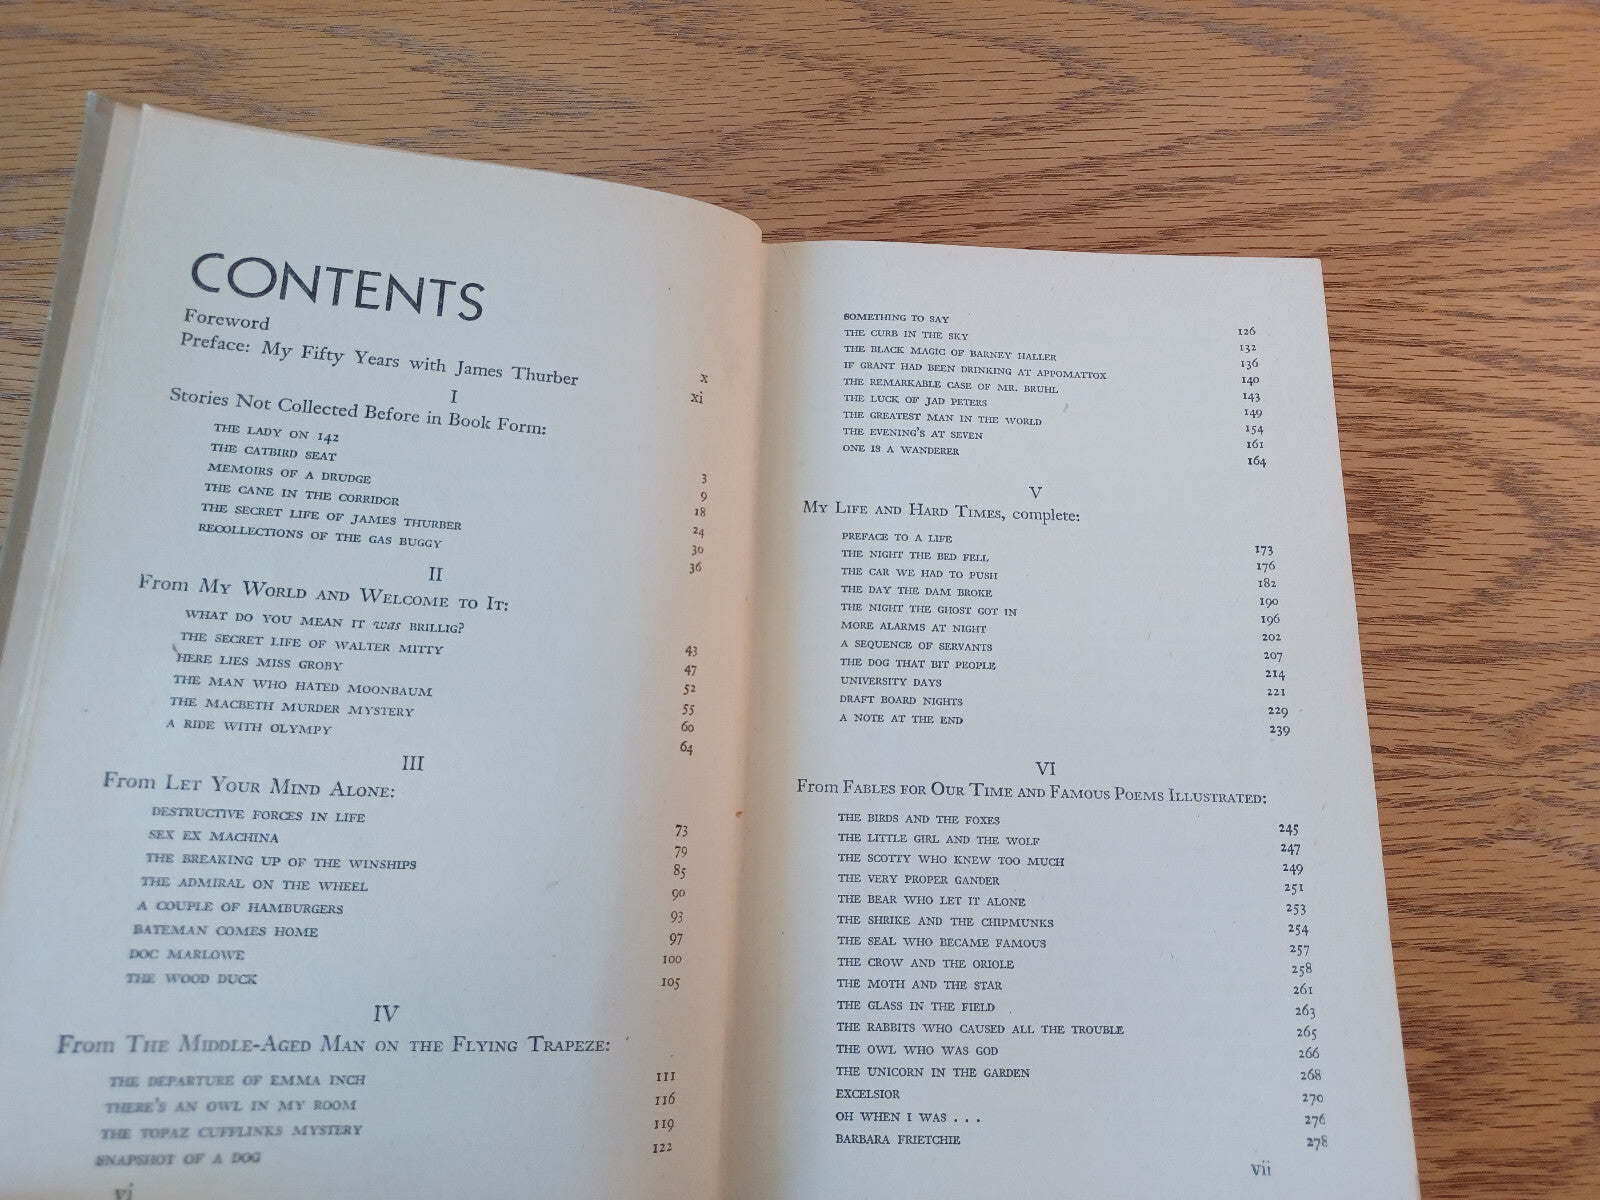 CONTENTS
Foreword x
Preface: My Fifty Years with James Thurber xi
I
Stories Not Collected Before in Book Form:
THE LADY ON 142 3
THE CATBIRD SEAT 9
MEMOIRS OF A DRUDGE 18
THE CANE IN THE CORRIDOR 24
THE SECRET LIFE OF JAMES THURBER 30
RECOLLECTIONS OF THE GAS BUGGY 36
II
From My World and Welcome to It:
WHAT DO YOU MEAN IT was BRILLIG? 43
THE SECRET LIFE OF WALTER MITTY 47
HERE LIES MISS GROBY 52
THE MAN WHO HATED MOONBAUM 55
THE MACBETH MURDER MYSTERY 60
A RIDE WITH OLYMPY 64
III
From Let Your Mind Alone:
DESTRUCTIVE FORCES IN LIFE 73
SEX EX MACHINA 79
THE BREAKING UP OF THE WINSHIPS 85
THE ADMIRAL ON THE WHEEL 90
A COUPLE OF HAMBURGERS 93
BATEMAN COMES HOME 97
DOC MARLOWE 100
THE WOOD DUCK 105
IV
From The Middle-Aged Man on the Flying Trapeze:
THE DEPARTURE OF EMMA INCH 111
THERE'S AN OWL IN MY ROOM 116
THE TOPAZ CUFFLINKS MYSTERY 119
SNAPSHOT OF A DOG 122
vi
SOMETHING TO SAY 126
THE CURB IN THE SKY 132
THE BLACK MAGIC OF BARNEY HALLER 136
IF GRANT HAD BEEN DRINKING AT APPOMATTOX 140
THE REMARKABLE CASE OF MR. BRUHL 143
THE LUCK OF JAD PETERS 149
THE GREATEST MAN IN THE WORLD 154
THE EVENING'S AT SEVEN 161
ONE IS A WANDERER 164
V
My Life and Hard Times, complete:
PREFACE TO A LIFE 173
THE NIGHT THE BED FELL 176
THE CAR WE HAD TO PUSH 182
THE DAY THE DAM BROKE 190
THE NIGHT THE GHOST GOT IN 196
MORE ALARMS AT NIGHT 202
A SEQUENCE OF SERVANTS 207
THE DOG THAT BIT PEOPLE 214
UNIVERSITY DAYS 221
DRAFT BOARD NIGHTS 229
A NOTE AT THE END 239
VI
From Fables for Our Time and Famous Poems Illustrated:
THE BIRDS AND THE FOXES 245
THE LITTLE GIRL AND THE WOLF 247
THE SCOTTY WHO KNEW TOO MUCH 249
THE VERY PROPER GANDER 251
THE BEAR WHO LET IT ALONE 253
THE SHRIKE AND THE CHIPMUNKS 254
THE SEAL WHO BECAME FAMOUS 257
THE CROW AND THE ORIOLE 258
THE MOTH AND THE STAR 261
THE GLASS IN THE FIELD 263
THE RABBITS WHO CAUSED ALL THE TROUBLE 265
THE OWL WHO WAS GOD 266
THE UNICORN IN THE GARDEN 268
EXCELSIOR 270
OH WHEN I WAS . . . 276
BARBARA FRIETCHIE 278
vii